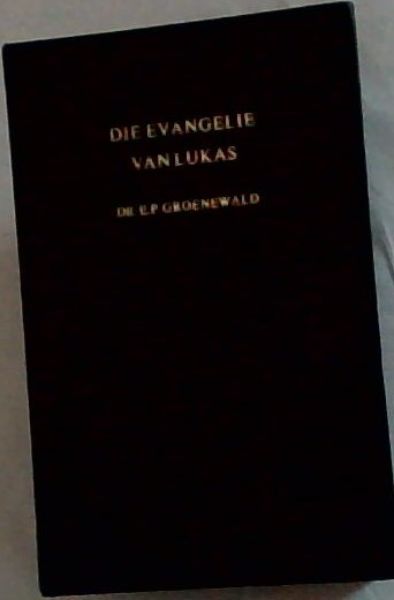 DIE EVANGELIE
VAN LUKAS
DR. E.P GROENEWALD